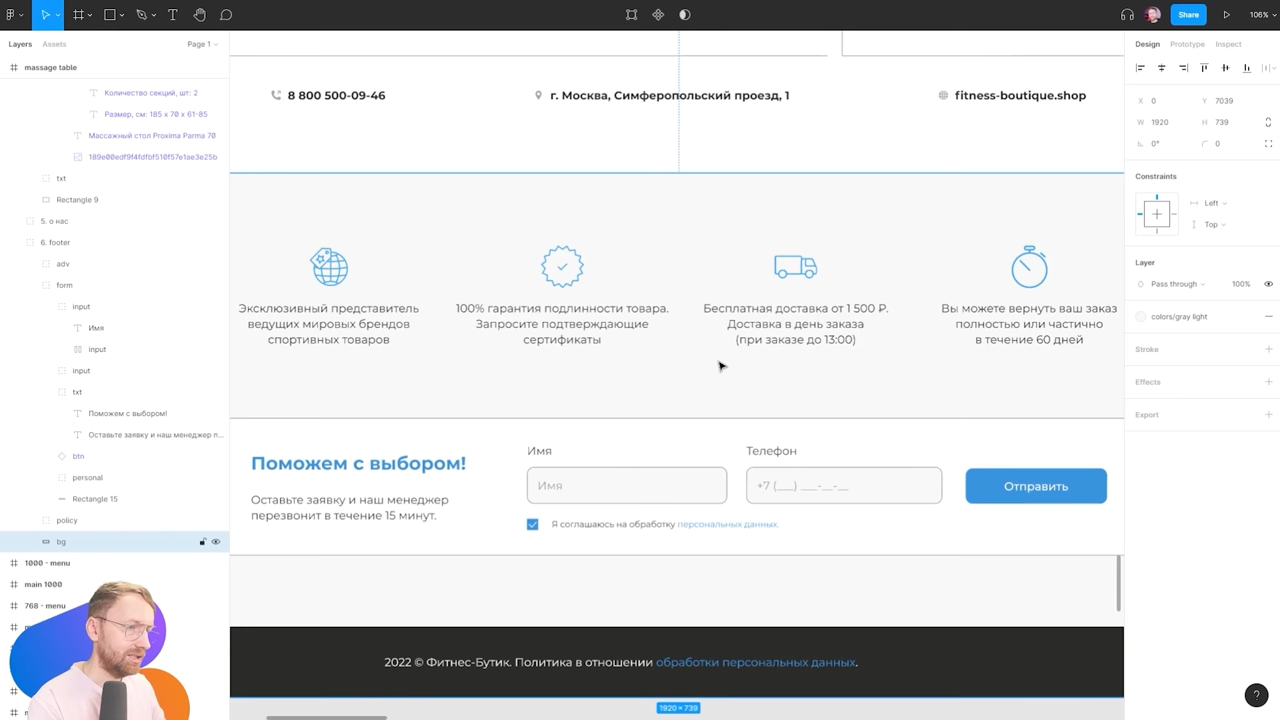 Share
106%
Layers
Assets
Page 1
Design
Prototype
Inspect
massage table
Количество секций, шт: 2
Размер, см: 185 x 70 x 61-85
Массажный стол Proxima Parma 70
189e00edf9f4fdfbf510f57e1ae3e25b
txt
Rectangle 9
5. о нас
6. footer
adv
form
input
Имя
input
input
txt
Поможем с выбором!
Оставьте заявку и наш менеджер п...
btn
personal
Rectangle 15
policy
bg
1000 - menu
main 1000
768 - menu
8 800 500-09-46
г. Москва, Симферопольский проезд, 1
fitness-boutique.shop
Эксклюзивный представитель
ведущих мировых брендов
спортивных товаров
100% гарантия подлинности товара.
Запросите подтверждающие
сертификаты
Бесплатная доставка от 1 500 ₽.
Доставка в день заказа
(при заказе до 13:00)
Вы можете вернуть ваш заказ
полностью или частично
в течение 60 дней
Поможем с выбором!
Оставьте заявку и наш менеджер
перезвонит в течение 15 минут.
Имя
Имя
Телефон
+7 (___) ___-__-__
Отправить
Я соглашаюсь на обработку персональных данных.
2022 © Фитнес-Бутик. Политика в отношении обработки персональных данных.
1920 × 739
X 0
Y 7039
W 1920
H 739
0°
0
Constraints
Left
Top
Layer
Pass through
100%
colors/gray light
Stroke
Effects
Export
?